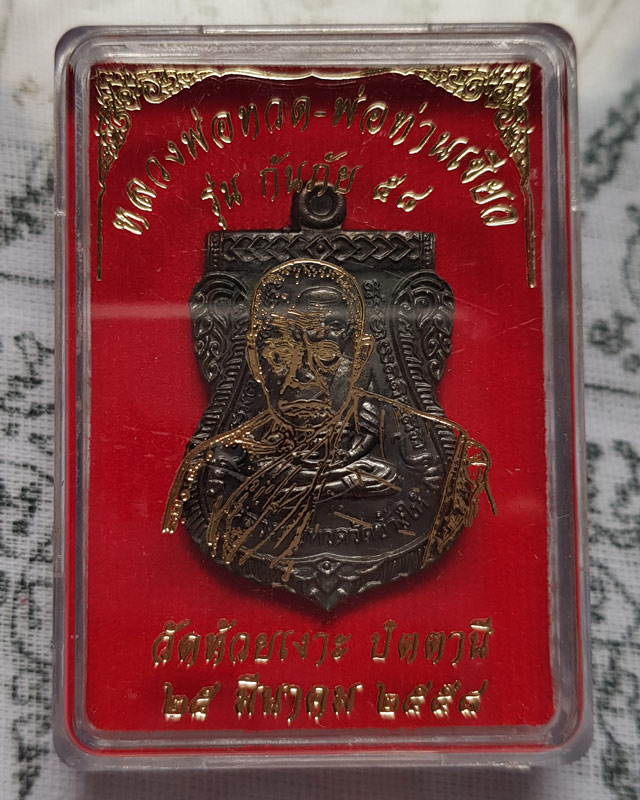 หลวงพ่อทวด-พ่อท่านเขียว
รุ่น กันภัย ๕๔
วัดห้วยเงาะ ปัตตานี
๒๕ มีนาคม ๒๕๕๔